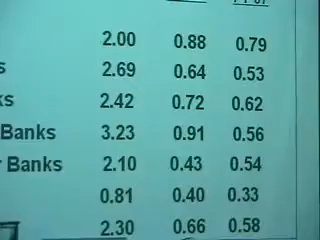 2.00 0.88 0.79
s 2.69 0.64 0.53
ks 2.42 0.72 0.62
Banks 3.23 0.91 0.56
r Banks 2.10 0.43 0.54
0.81 0.40 0.33
2.30 0.66 0.58